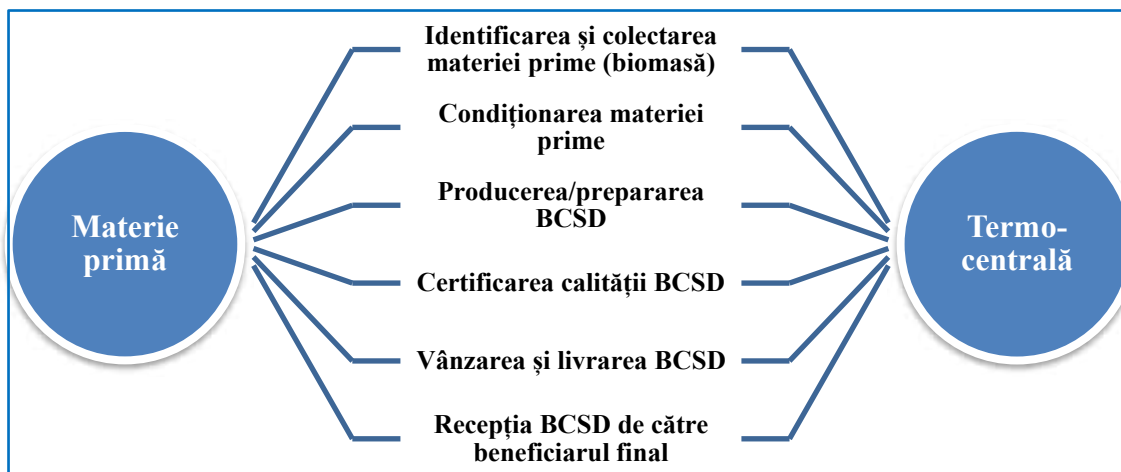 Materie
primă
Identificarea și colectarea
materiei prime (biomasă)
Condiționarea materiei
prime
Producerea/prepararea
BCSD
Certificarea calității BCSD
Vânzarea și livrarea BCSD
Recepția BCSD de către
beneficiarul final
Termo-
centrală